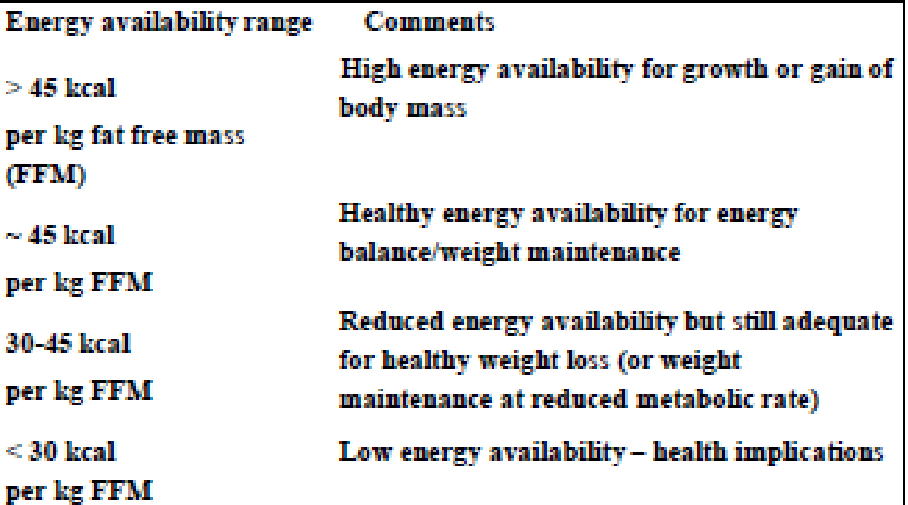 Energy availability range Comments
> 45 kcal
per kg fat free mass
(FFM)
High energy availability for growth or gain of
body mass
~ 45 kcal
per kg FFM
Healthy energy availability for energy
balance/weight maintenance
30-45 kcal
per kg FFM
Reduced energy availability but still adequate
for healthy weight loss (or weight
maintenance at reduced metabolic rate)
< 30 kcal
per kg FFM
Low energy availability – health implications